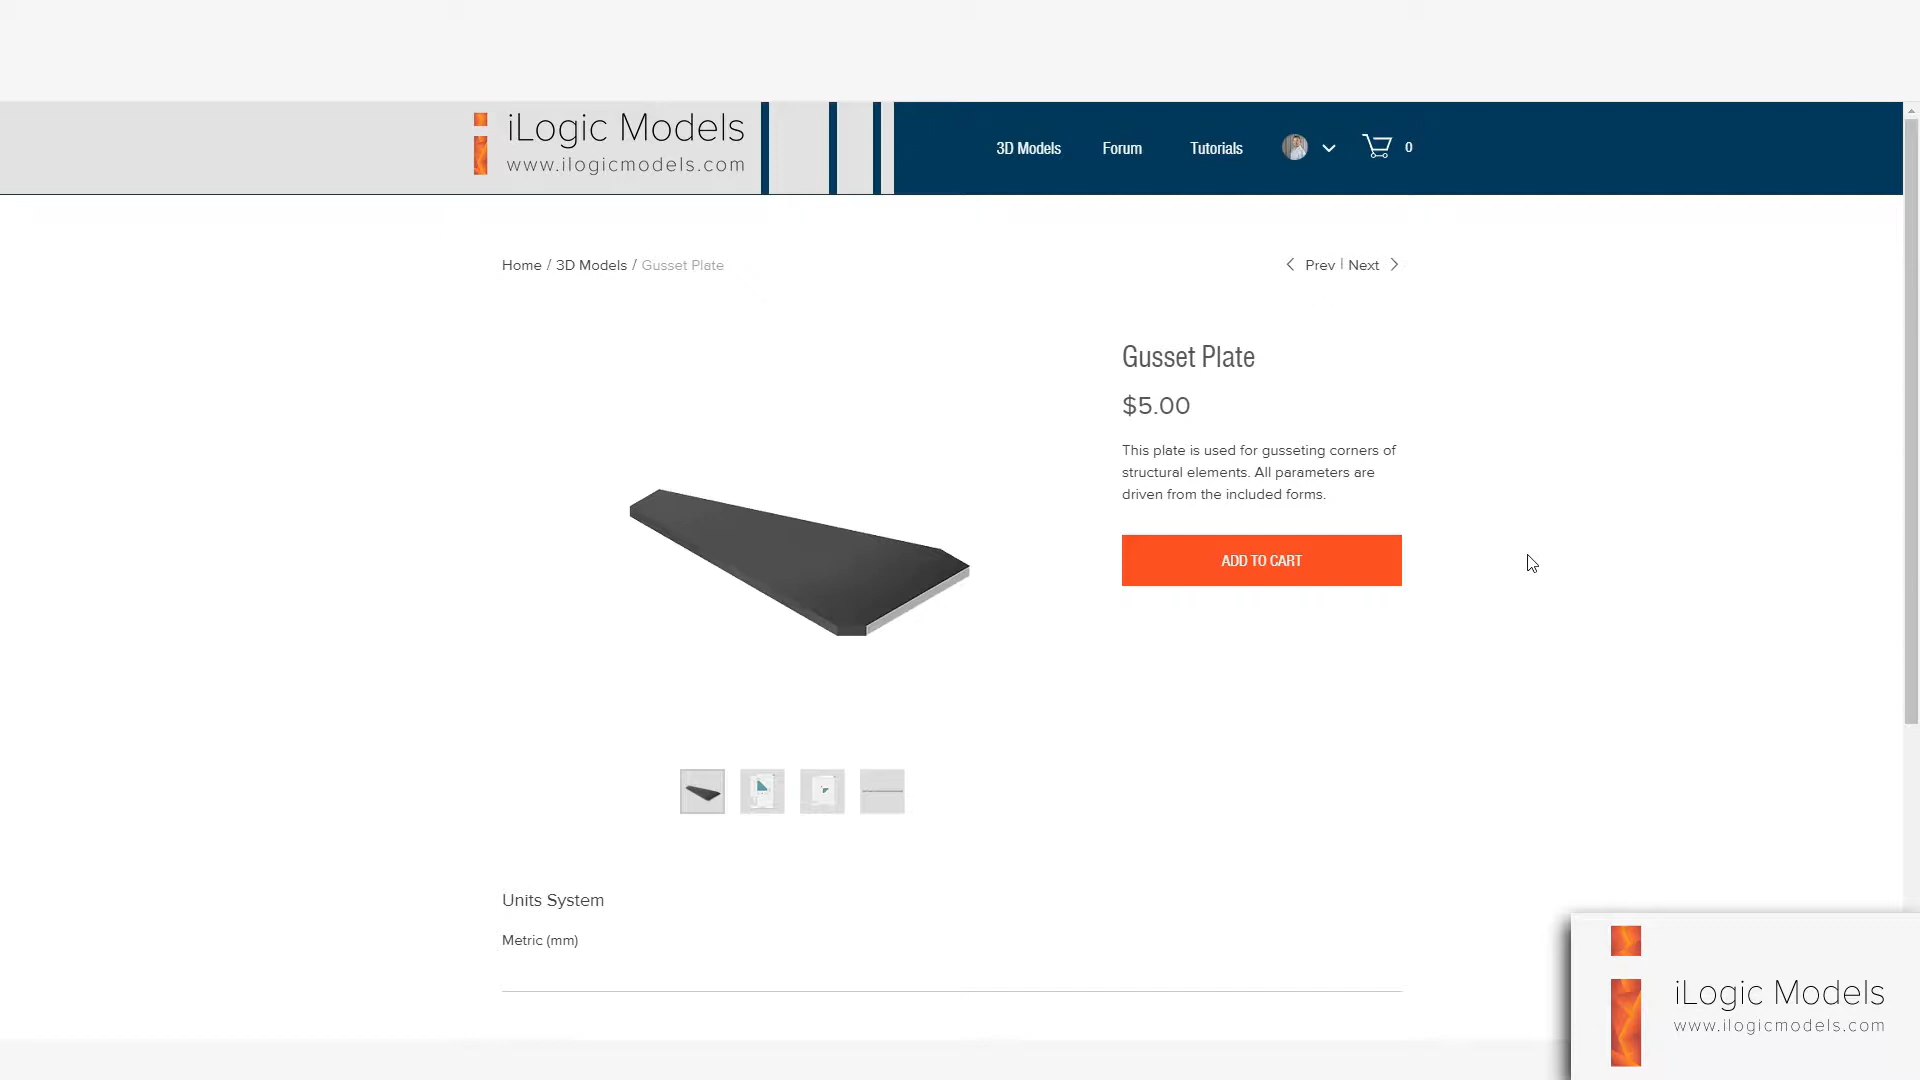 iLogic Models
www.ilogicmodels.com
3D Models
Forum
Tutorials
0
Home / 3D Models / Gusset Plate
Prev | Next
Gusset Plate
$5.00
This plate is used for gusseting corners of
structural elements. All parameters are
driven from the included forms.
ADD TO CART
Units System
Metric (mm)
iLogic Models
www.ilogicmodels.com